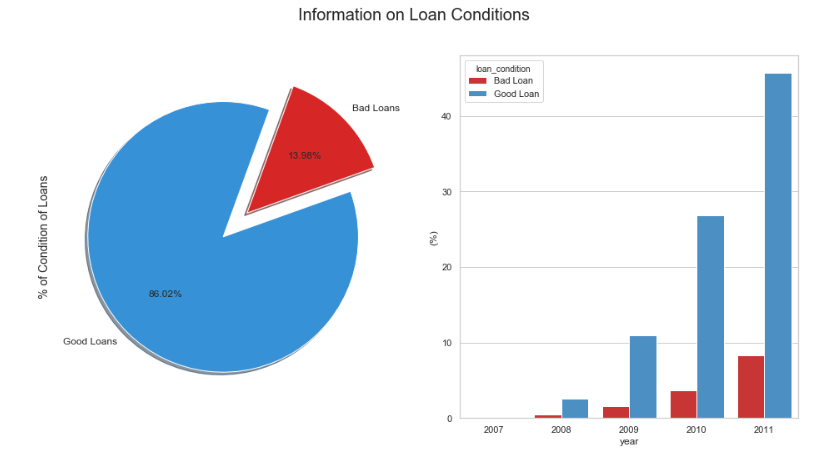 Information on Loan Conditions
% of Condition of Loans
Bad Loans
13.98%
86.02%
Good Loans
loan_condition
Bad Loan
Good Loan
(%)
40
30
20
10
0
2007 2008 2009 2010 2011
year